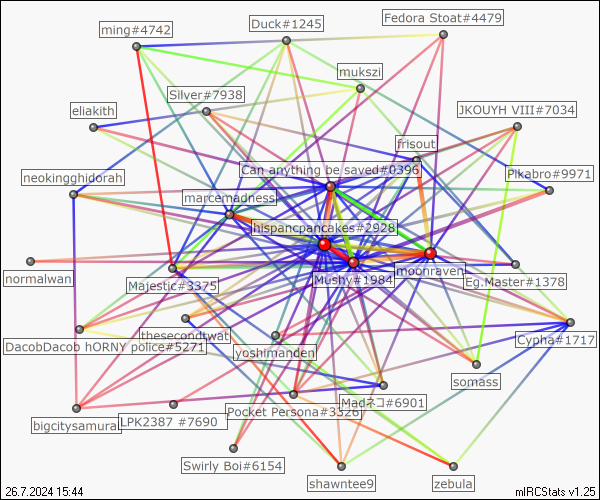 Fedora Stoat#4479
Duck#1245
ming#4742
mukszi
Silver#7938
eliakith
JKOUYH VIII#7034
frisout
Can anything be saved#0396
Pikabro#9971
neokingghidorah
marcemadness
hispancpancakes#2928
moonraven
normalwan
Majestic#3375
Mushy#1984
Eg.Master#1378
thesecondtwat
Cypha#1717
DacobDacob hORNY police#5271
yoshimanden
somass
Madネコ#6901
Pocket Persona#3326
LPK2387 #7690
bigcitysamurai
Swirly Boi#6154
shawntee9
zebula
26.7.2024 15:44
mIRCStats v1.25